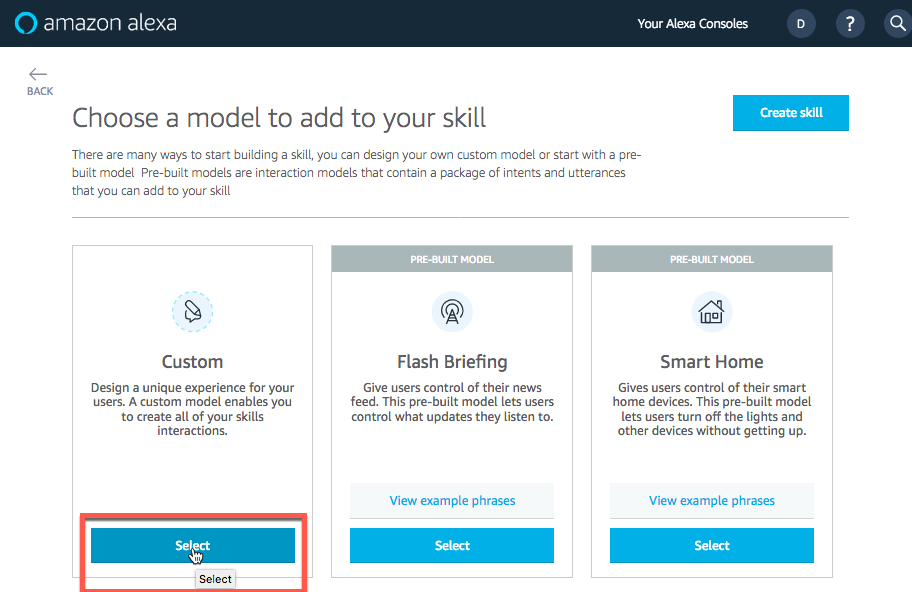 amazon alexa
Your Alexa Consoles
D
?
BACK
Choose a model to add to your skill
Create skill
There are many ways to start building a skill, you can design your own custom model or start with a pre-
built model Pre-built models are interaction models that contain a package of intents and utterances
that you can add to your skill
Custom
Design a unique experience for your
users. A custom model enables you
to create all of your skills
interactions.
Select
Select
PRE-BUILT MODEL
Flash Briefing
Give users control of their news
feed. This pre-built model lets users
control what updates they listen to.
View example phrases
Select
PRE-BUILT MODEL
Smart Home
Gives users control of their smart
home devices. This pre-built model
lets users turn off the lights and
other devices without getting up.
View example phrases
Select